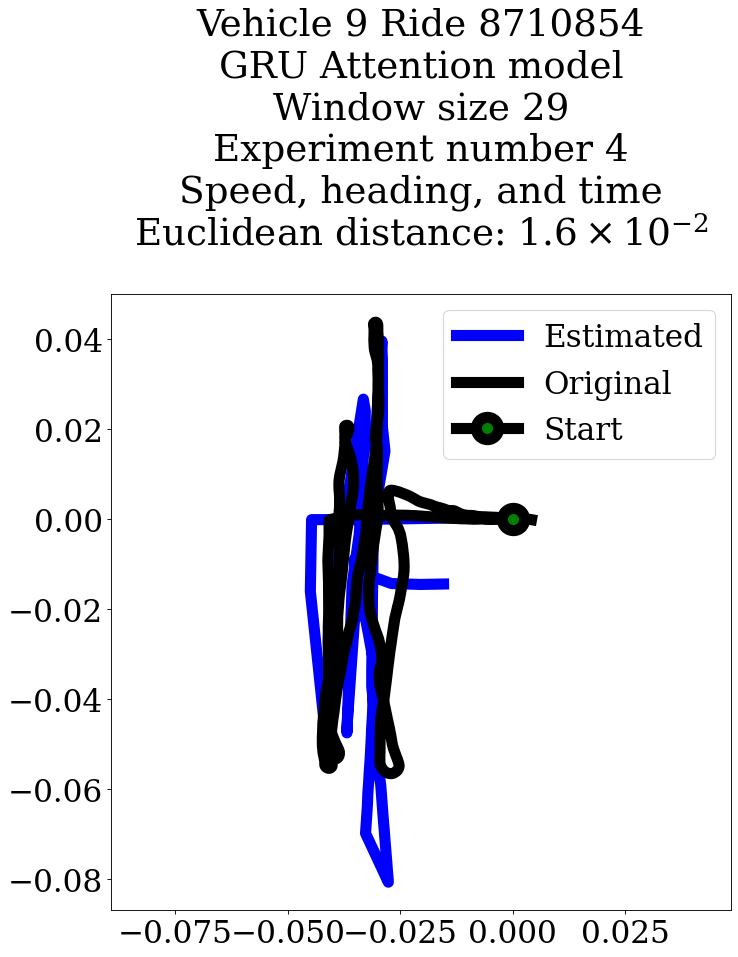 Vehicle 9 Ride 8710854
GRU Attention model
Window size 29
Experiment number 4
Speed, heading, and time
Euclidean distance: 1.6 × 10⁻²
Estimated
Original
Start
0.04
0.02
0.00
−0.02
−0.04
−0.06
−0.08
−0.075 −0.050 −0.025 0.000 0.025